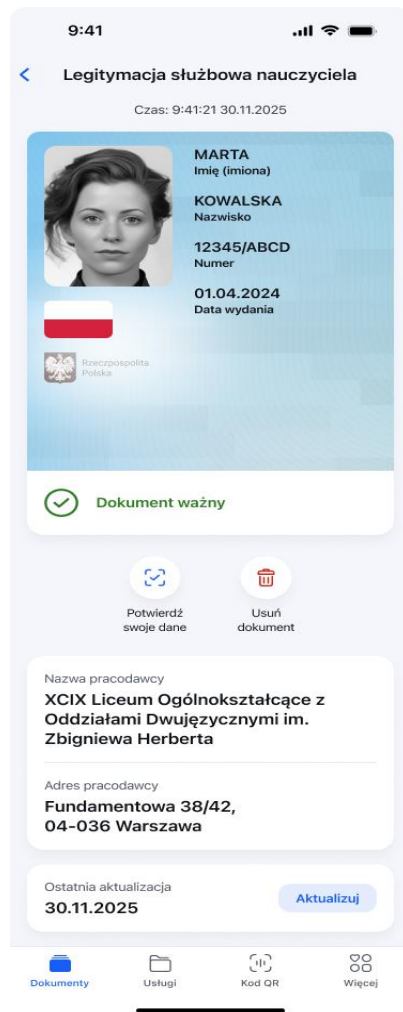 9:41
Legitymacja służbowa nauczyciela
Czas: 9:41:21 30.11.2025
MARTA
Imię (imiona)
KOWALSKA
Nazwisko
12345/ABCD
Numer
01.04.2024
Data wydania
Rzeczpospolita
Polska
Dokument ważny
Potwierdź
swoje dane
Usuń
dokument
Nazwa pracodawcy
XCIX Liceum Ogólnokształcące z
Oddziałami Dwujęzycznymi im.
Zbigniewa Herberta
Adres pracodawcy
Fundamentowa 38/42,
04-036 Warszawa
Ostatnia aktualizacja
30.11.2025
Aktualizuj
Dokumenty
Usługi
Kod QR
Więcej